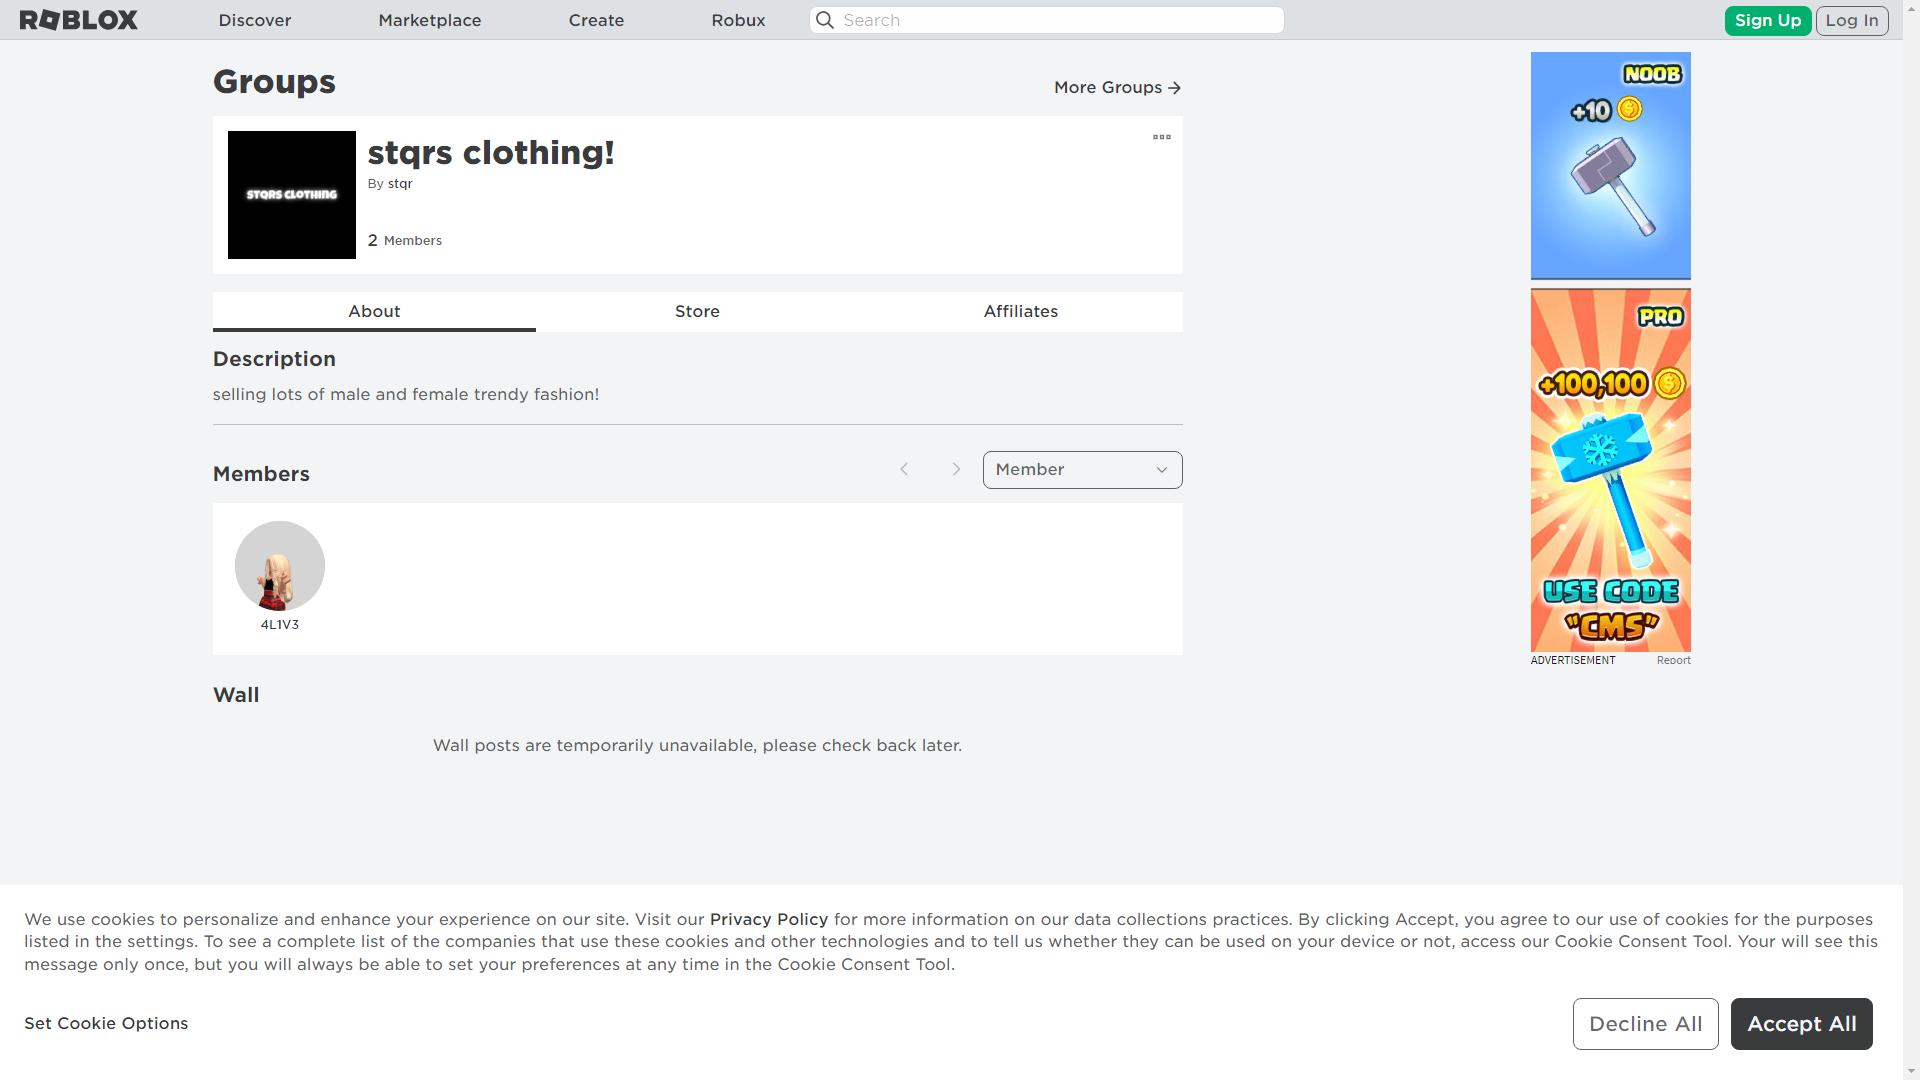 ROBLOX
Discover
Marketplace
Create
Robux
Search
Sign Up
Log In
Groups
More Groups
stqrs clothing!
By stqr
2 Members
STQRS CLOTHING
About
Store
Affiliates
Description
selling lots of male and female trendy fashion!
Members
Member
4L1V3
Wall
Wall posts are temporarily unavailable, please check back later.
NOOB
+10
PRO
+100,100
USE CODE
"CMS"
ADVERTISEMENT
Report
We use cookies to personalize and enhance your experience on our site. Visit our Privacy Policy for more information on our data collections practices. By clicking Accept, you agree to our use of cookies for the purposes
listed in the settings. To see a complete list of the companies that use these cookies and other technologies and to tell us whether they can be used on your device or not, access our Cookie Consent Tool. Your will see this
message only once, but you will always be able to set your preferences at any time in the Cookie Consent Tool.
Set Cookie Options
Decline All
Accept All